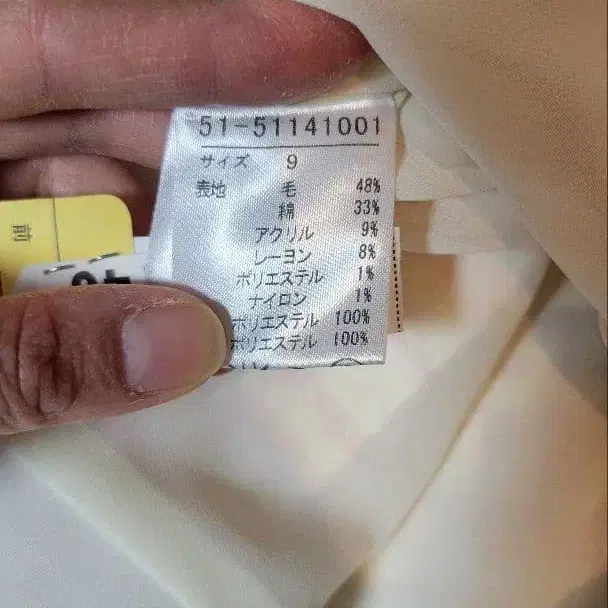 51-51141001
サイズ 9
表地 毛 48%
綿 33%
アクリル 9%
レーヨン 8%
ポリエステル 1%
ナイロン 1%
ポリエステル 100%
ポリエステル 100%
前